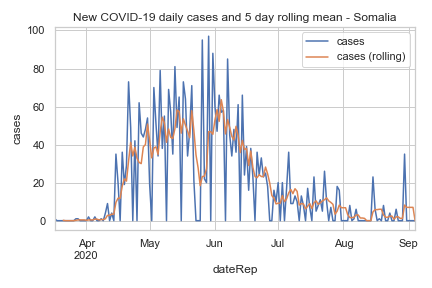 New COVID-19 daily cases and 5 day rolling mean - Somalia
100
80
60
40
20
0
cases
cases
cases (rolling)
Apr
2020
May
Jun
Jul
Aug
Sep
dateRep